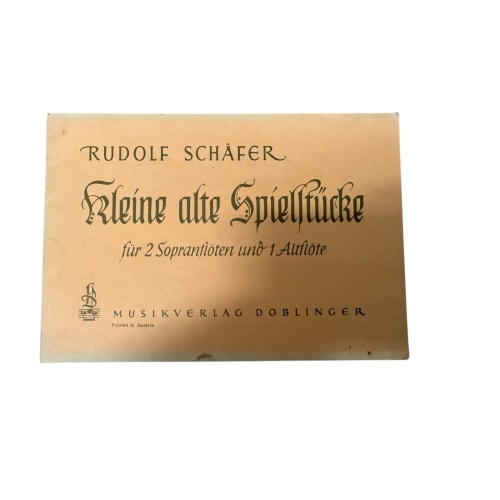 RUDOLF SCHÄFER
Kleine alte Spielstücke
für 2 Sopranflöten und 1 Altflöte
MUSIKVERLAG DOBLINGER
Printed in Austria